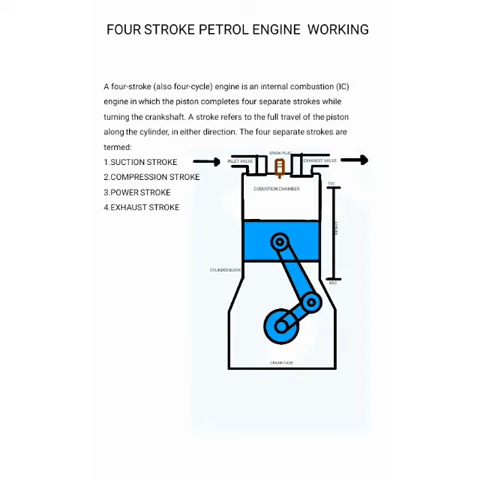 FOUR STROKE PETROL ENGINE WORKING
A four-stroke (also four-cycle) engine is an internal combustion (IC)
engine in which the piston completes four separate strokes while
turning the crankshaft. A stroke refers to the full travel of the piston
along the cylinder, in either direction. The four separate strokes are
termed:
1.SUCTION STROKE
2.COMPRESSION STROKE
3.POWER STROKE
4.EXHAUST STROKE
SPARK PLUG
INLET VALVE
EXHAUST VALVE
TDC
COBUSTION CHAMBER
CYLINDER BLOCK
BDC
CRANKCASE